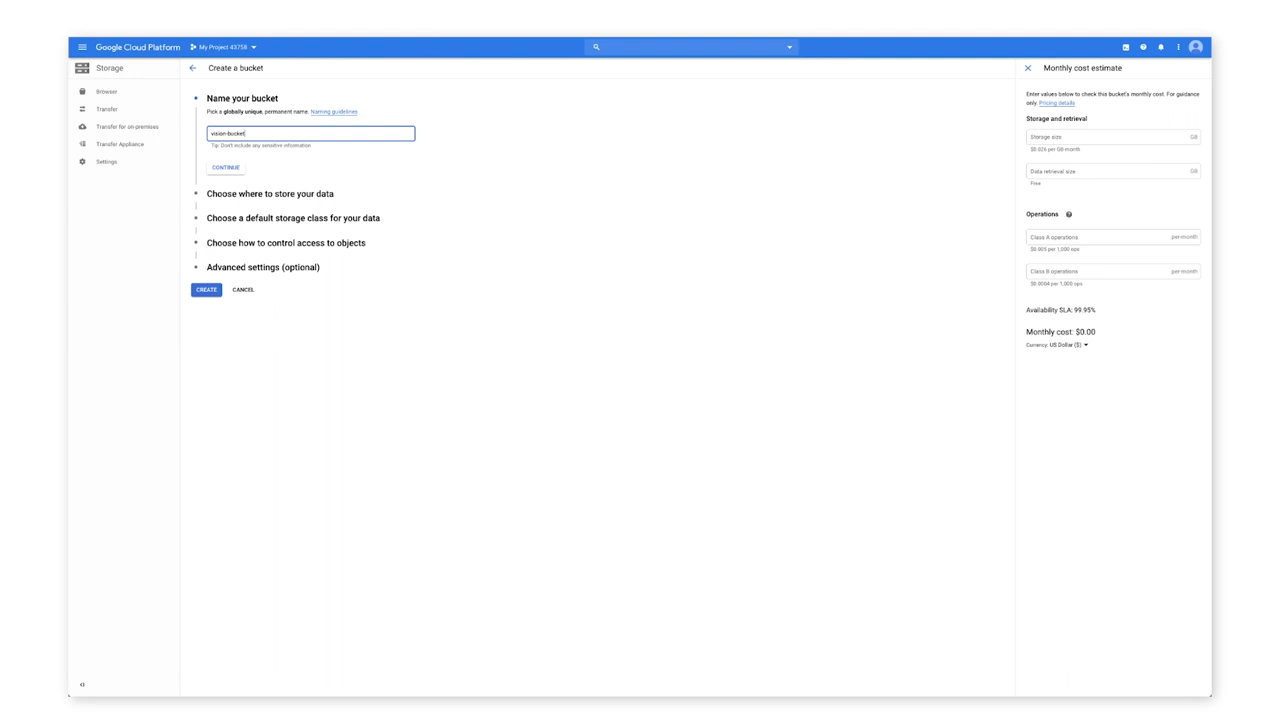 Google Cloud Platform
My Project 43758
Storage
Create a bucket
Monthly cost estimate
Browser
Transfer
Transfer for on-premises
Transfer Appliance
Settings
Name your bucket
Pick a globally unique, permanent name. Naming guidelines
vision-bucket
Tip: Don't include any sensitive information
CONTINUE
Choose where to store your data
Choose a default storage class for your data
Choose how to control access to objects
Advanced settings (optional)
CREATE
CANCEL
Enter values below to check this bucket's monthly cost. For guidance
only. Pricing details
Storage and retrieval
Storage size GB
$0.026 per GB-month
Data retrieval size GB
Free
Operations
Class A operations per-month
$0.005 per 1,000 ops
Class B operations per-month
$0.0004 per 1,000 ops
Availability SLA: 99.95%
Monthly cost: $0.00
Currency: US Dollar ($)